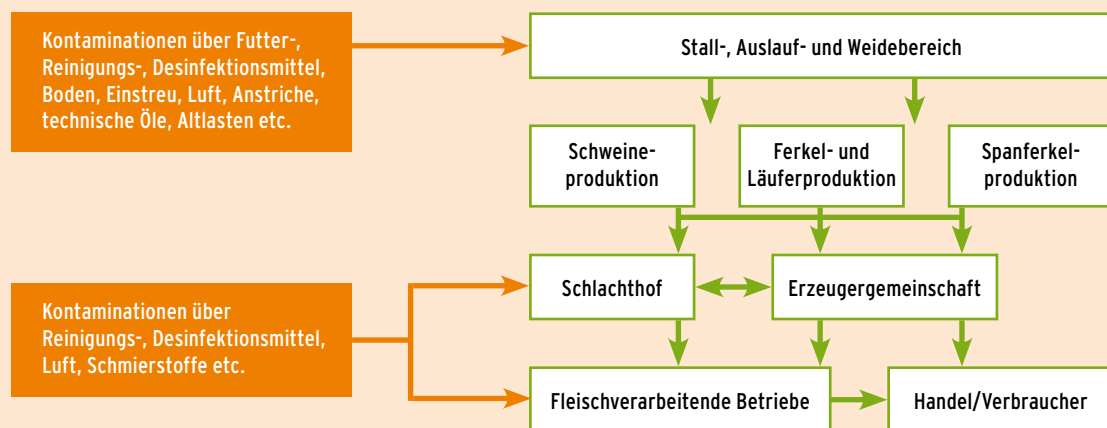 Kontaminationen über Futter-,
Reinigungs-, Desinfektionsmittel,
Boden, Einstreu, Luft, Anstriche,
technische Öle, Altlasten etc.
Stall-, Auslauf- und Weidebereich
Schweine-
produktion
Ferkel- und
Läuferproduktion
Spanferkel-
produktion
Kontaminationen über
Reinigungs-, Desinfektionsmittel,
Luft, Schmierstoffe etc.
Schlachthof
Erzeugergemeinschaft
Fleischverarbeitende Betriebe
Handel/Verbraucher